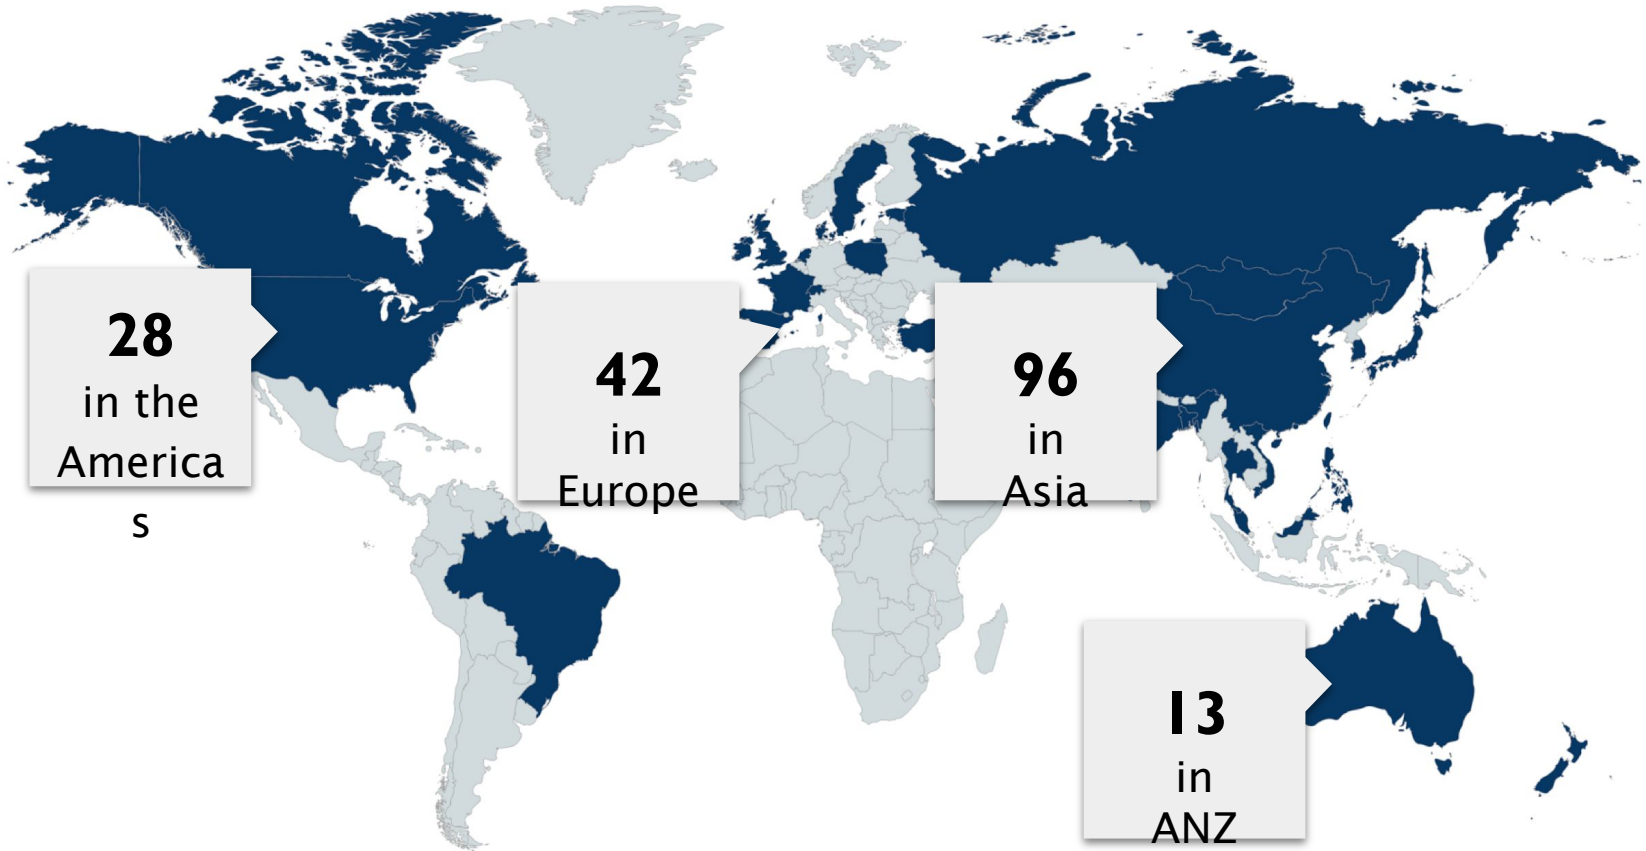 28
in the
America
s
42
in
Europe
96
in
Asia
13
in
ANZ